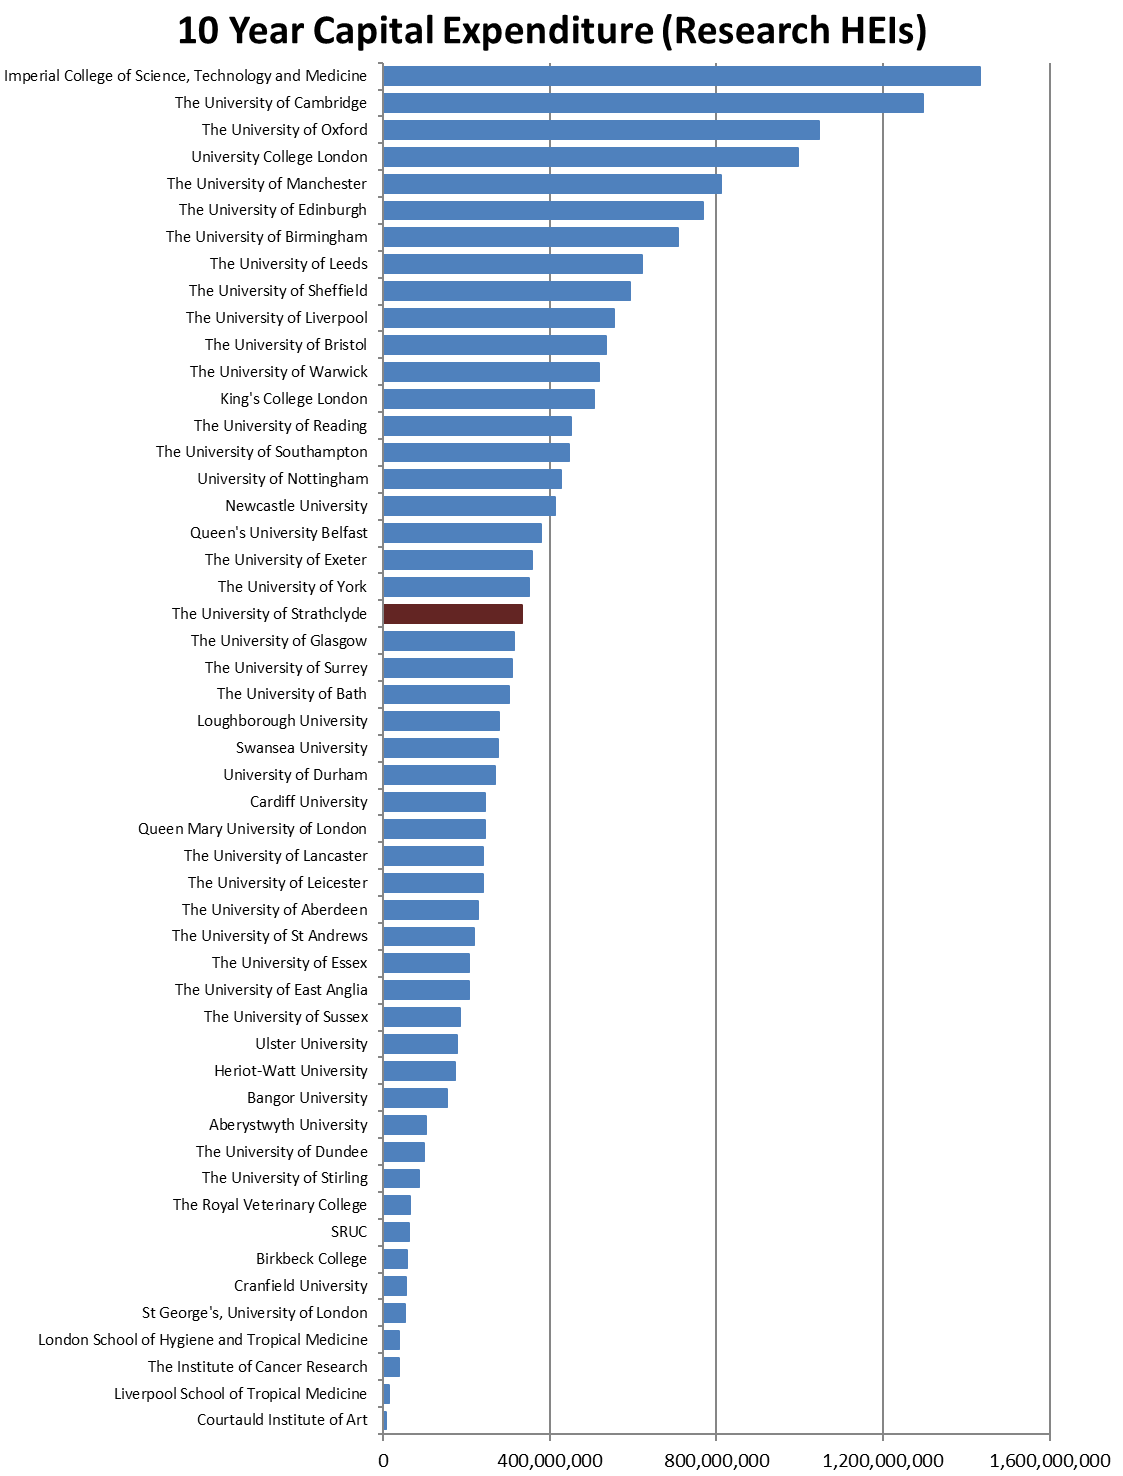 10 Year Capital Expenditure (Research HEIs)
Imperial College of Science, Technology and Medicine
The University of Cambridge
The University of Oxford
University College London
The University of Manchester
The University of Edinburgh
The University of Birmingham
The University of Leeds
The University of Sheffield
The University of Liverpool
The University of Bristol
The University of Warwick
King's College London
The University of Reading
The University of Southampton
University of Nottingham
Newcastle University
Queen's University Belfast
The University of Exeter
The University of York
The University of Strathclyde
The University of Glasgow
The University of Surrey
The University of Bath
Loughborough University
Swansea University
University of Durham
Cardiff University
Queen Mary University of London
The University of Lancaster
The University of Leicester
The University of Aberdeen
The University of St Andrews
The University of Essex
The University of East Anglia
The University of Sussex
Ulster University
Heriot-Watt University
Bangor University
Aberystwyth University
The University of Dundee
The University of Stirling
The Royal Veterinary College
SRUC
Birkbeck College
Cranfield University
St George's, University of London
London School of Hygiene and Tropical Medicine
The Institute of Cancer Research
Liverpool School of Tropical Medicine
Courtauld Institute of Art
0 400,000,000 800,000,000 1,200,000,000 1,600,000,000